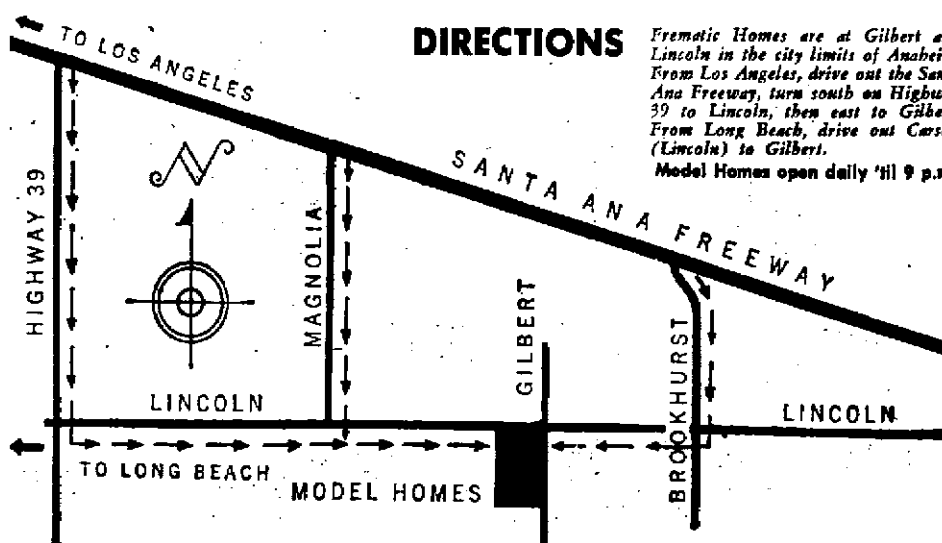 DIRECTIONS
Frematic Homes are at Gilbert a
Lincoln in the city limits of Anahei
From Los Angeles, drive out the San
Ana Freeway, turn south on Highw
39 to Lincoln, then east to Gilbe
From Long Beach, drive out Cars
(Lincoln) to Gilbert.
Model Homes open daily 'til 9 p.
TO LOS ANGELES
SANTA ANA FREEWAY
N
HIGHWAY 39
MAGNOLIA
GILBERT
BROOKHURST
LINCOLN
LINCOLN
TO LONG BEACH
MODEL HOMES